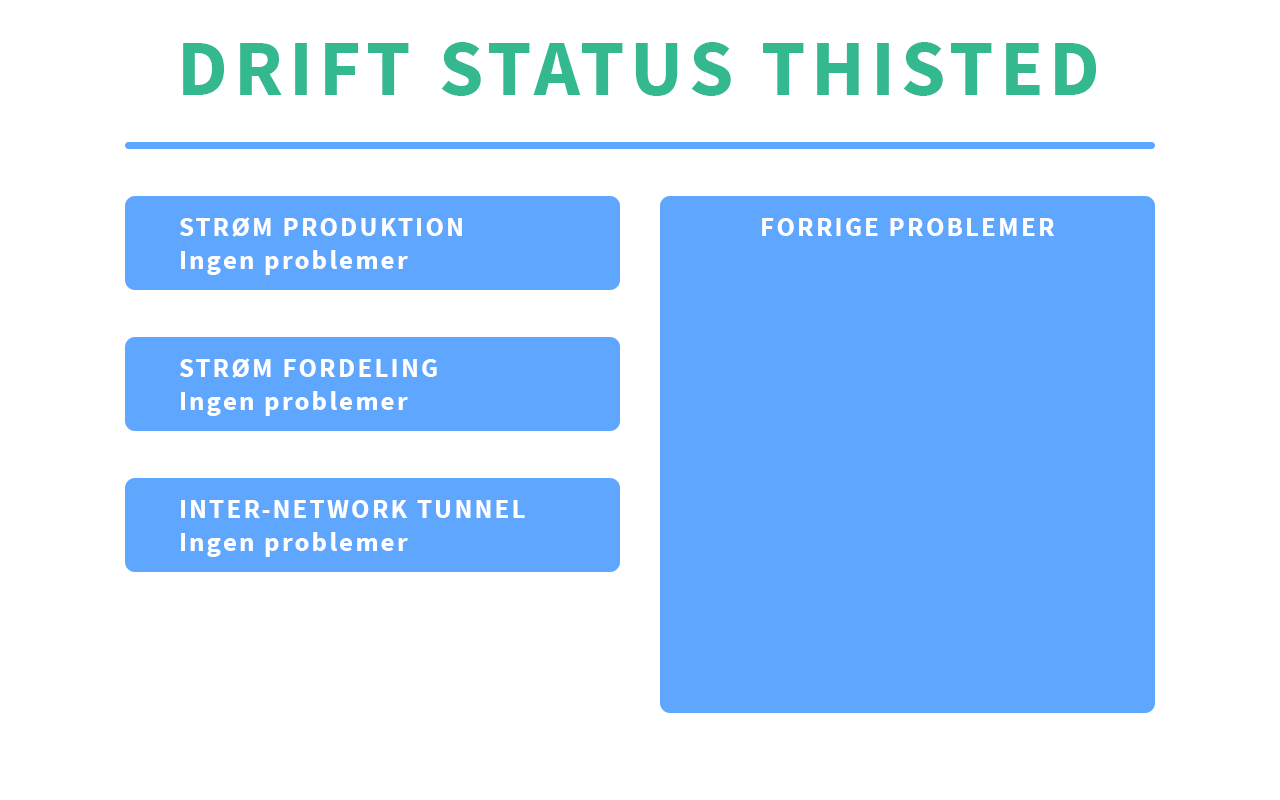 DRIFT STATUS THISTED
STRØM PRODUKTION
Ingen problemer
STRØM FORDELING
Ingen problemer
INTER-NETWORK TUNNEL
Ingen problemer
FORRIGE PROBLEMER